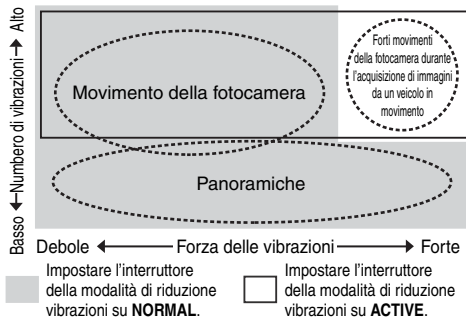 Basso ←Numbero di vibrazioni→ Alto
Movimento della fotocamera
Forti movimenti
della fotocamera durante
l'acquisizione di immagini
da un veicolo in
movimento
Panoramiche
Debole ← Forza delle vibrazioni → Forte
Impostare l'interruttore
della modalità di riduzione
vibrazioni su NORMAL.
Impostare l'interruttore
della modalità di riduzione
vibrazioni su ACTIVE.